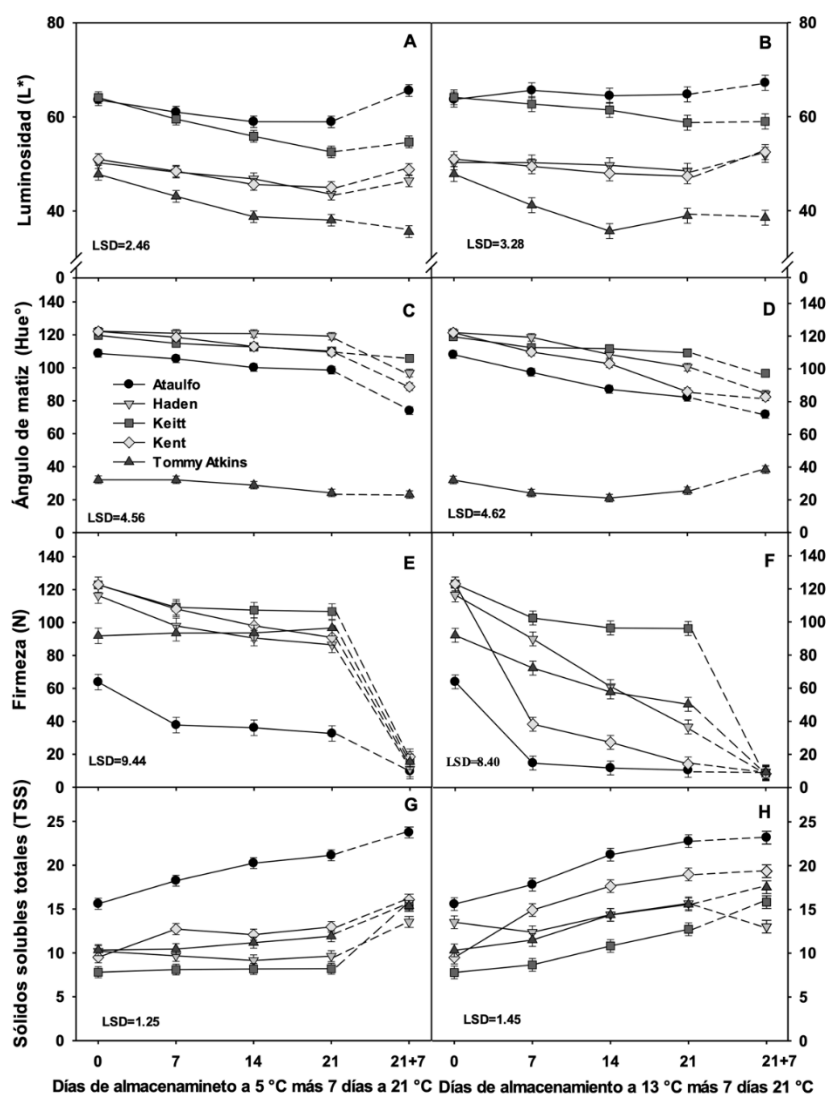 80
60
40
0
Luminosidad (L*)
A
LSD=2.46
B
LSD=3.28
80
60
40
0
140
120
100
80
60
40
20
0
Ángulo de matiz (Hue°)
C
Ataulfo
Haden
Keitt
Kent
Tommy Atkins
LSD=4.56
D
LSD=4.62
140
120
100
80
60
40
20
0
140
120
100
80
60
40
20
0
Firmeza (N)
E
LSD=9.44
F
LSD=8.40
140
120
100
80
60
40
20
0
25
20
15
10
5
0
Sólidos solubles totales (TSS)
G
LSD=1.25
H
LSD=1.45
25
20
15
10
5
0
0 7 14 21 21+7
0 7 14 21 21+7
Días de almacenamineto a 5 °C más 7 días a 21 °C
Días de almacenamiento a 13 °C más 7 días 21 °C